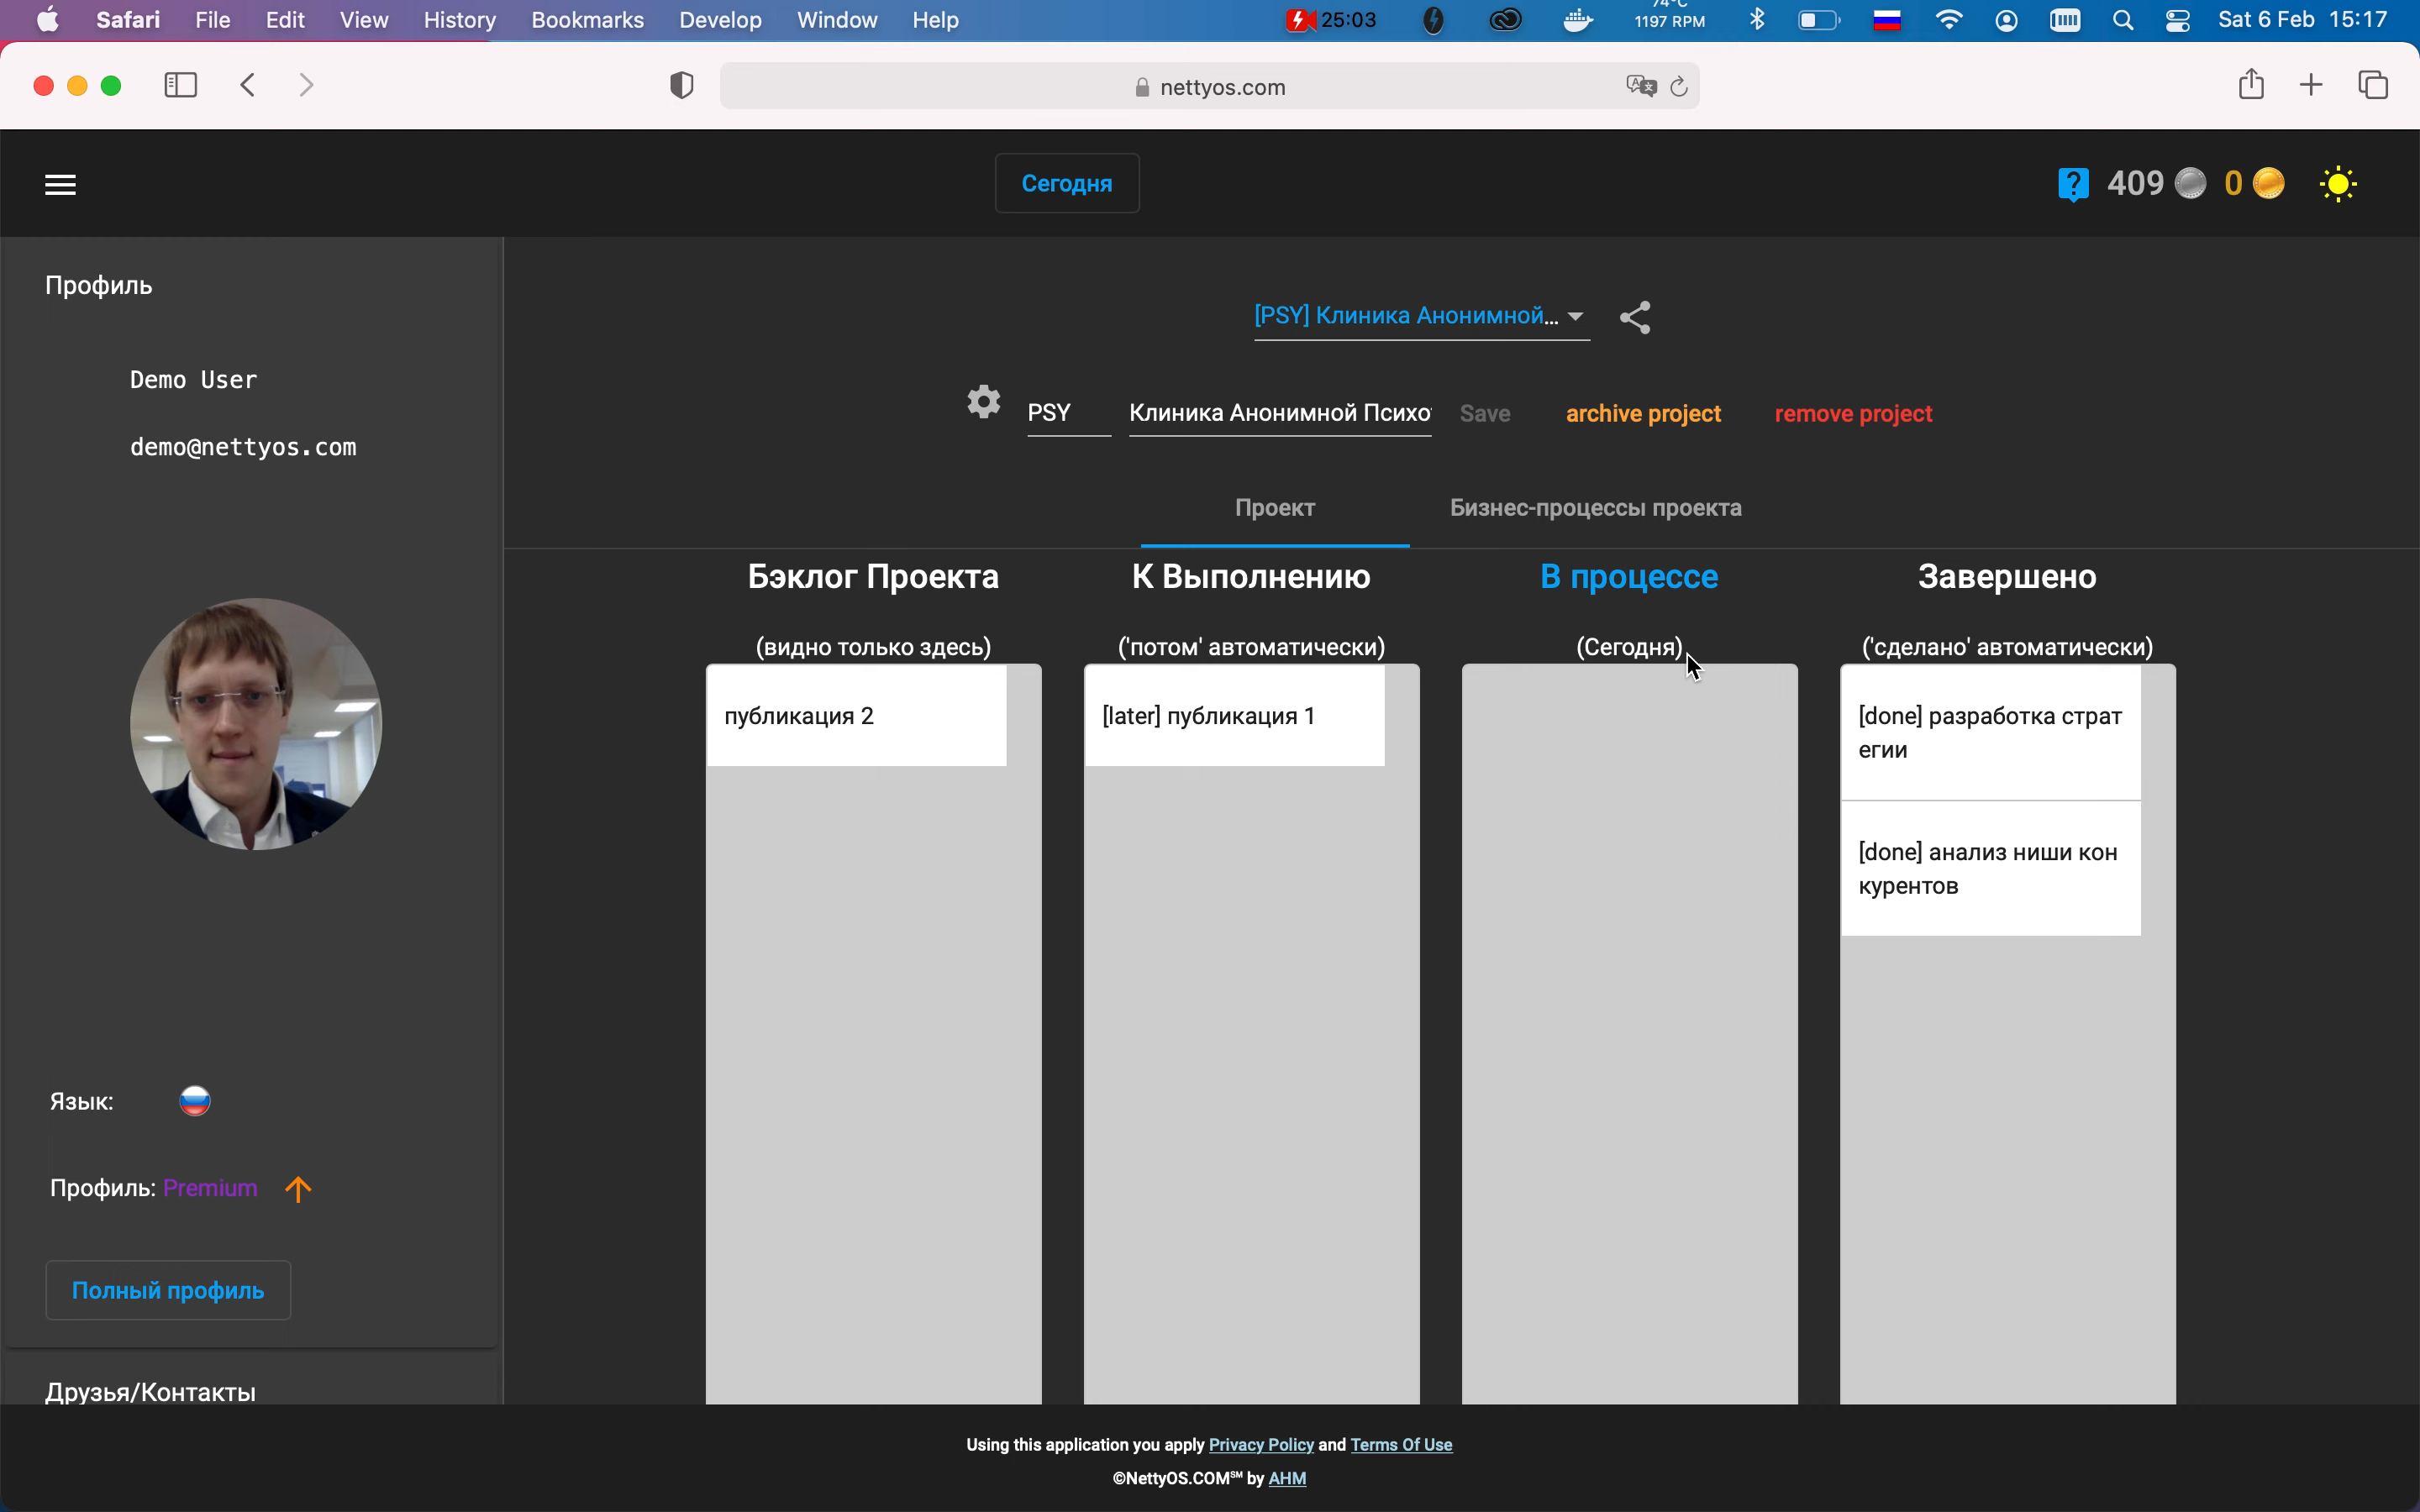 Safari File Edit View History Bookmarks Develop Window Help 25:03 74°C 1197 RPM Sat 6 Feb 15:17
nettyos.com
Сегодня
? 409 0
Профиль
Demo User
demo@nettyos.com
[PSY] Клиника Анонимной...
PSY Клиника Анонимной Психо Save archive project remove project
Проект Бизнес-процессы проекта
Бэклог Проекта
(видно только здесь)
публикация 2
К Выполнению
('потом' автоматически)
[later] публикация 1
В процессе
(Сегодня)
Завершено
('сделано' автоматически)
[done] разработка страт
егии
[done] анализ ниши кон
курентов
Язык:
Профиль: Premium
Полный профиль
Друзья/Контакты
Using this application you apply Privacy Policy and Terms Of Use
©NettyOS.COM℠ by AHM